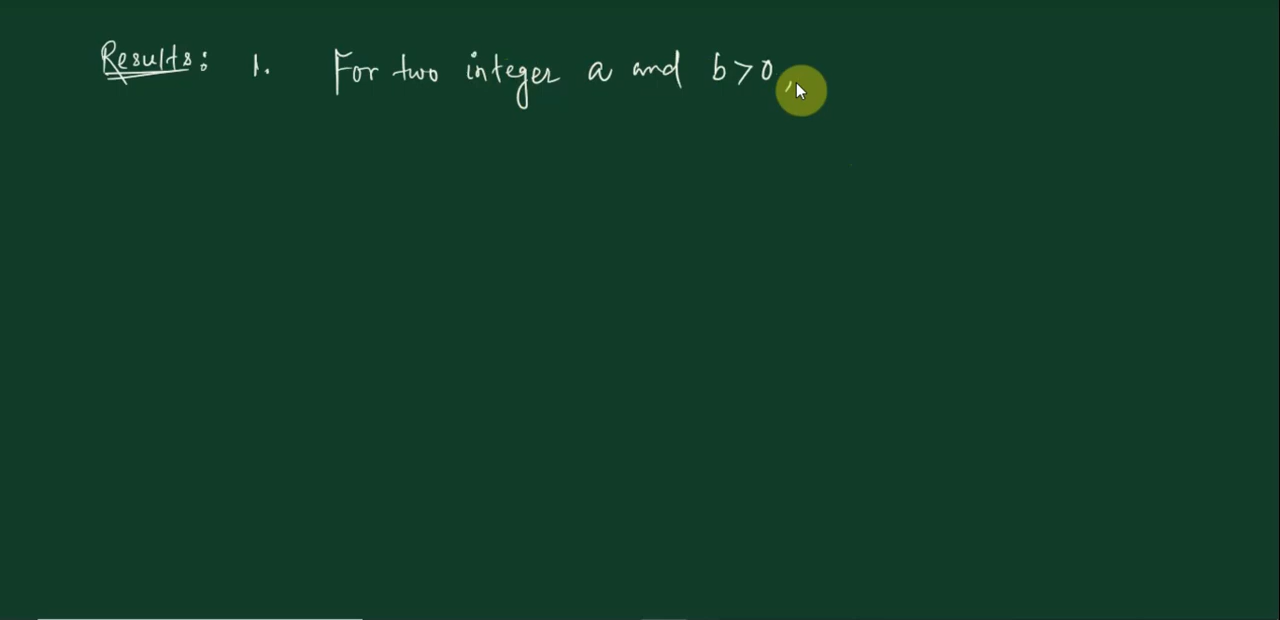 Results: 1. For two integer a and b>0,